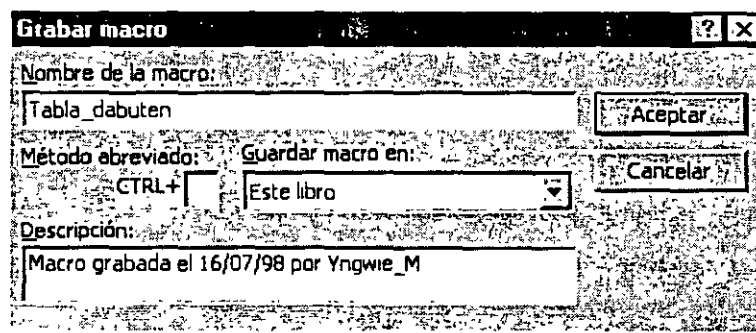 Grabar macro
Nombre de la macro:
Tabla_dabuten
Aceptar
Método abreviado:
Guardar macro en:
CTRL+
Este libro
Cancelar
Descripción:
Macro grabada el 16/07/98 por Yngwie_M